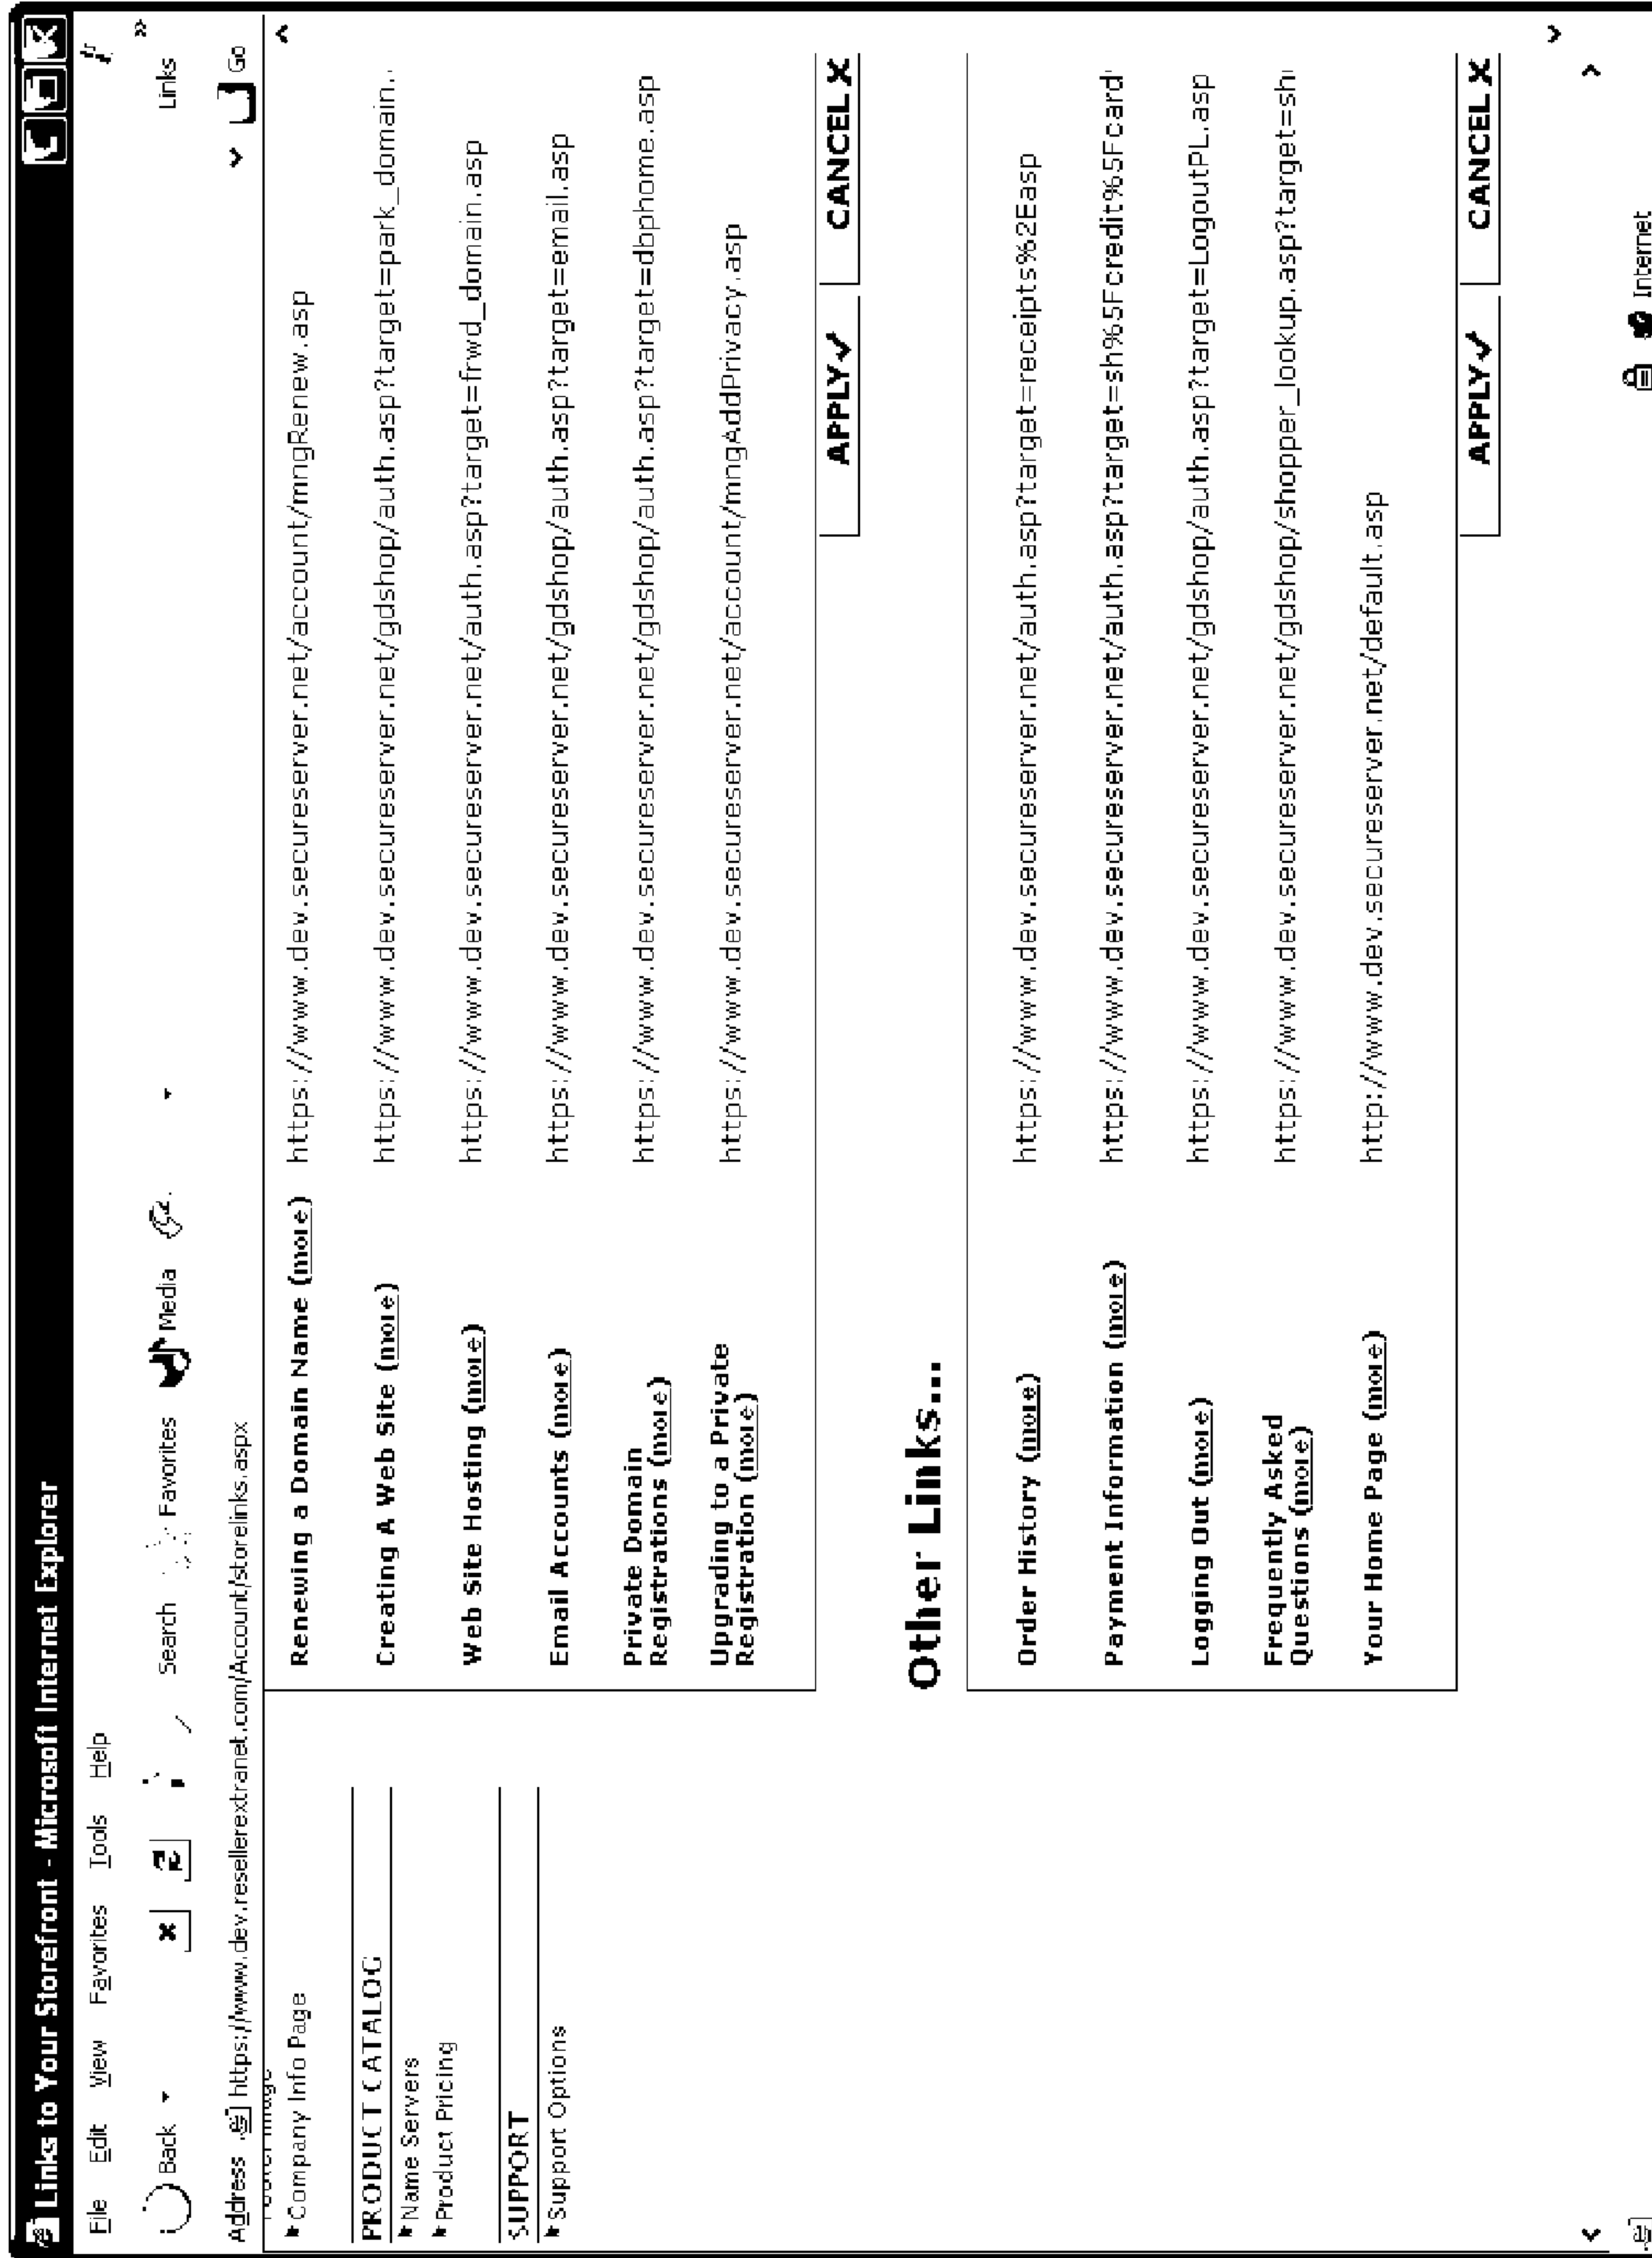 Links to Your Storefront - Microsoft Internet Explorer
File Edit View Favorites Tools Help
Back Search Favorites Media Links »
Address https://www.dev.resellerextranet.com/Account/storelinks.aspx Go
Company Info Page
PRODUCT CATALOG
Name Servers
Product Pricing
SUPPORT
Support Options
Renewing a Domain Name (more) https://www.dev.secureserver.net/account/mngRenew.asp
Creating A Web Site (more) https://www.dev.secureserver.net/gdshop/auth.asp?target=park_domain.
Web Site Hosting (more) https://www.dev.secureserver.net/auth.asp?target=frwd_domain.asp
Email Accounts (more) https://www.dev.secureserver.net/gdshop/auth.asp?target=email.asp
Private Domain
Registrations (more) https://www.dev.secureserver.net/gdshop/auth.asp?target=dbphome.asp
Upgrading to a Private
Registration (more) https://www.dev.secureserver.net/account/mngAddPrivacy.asp
APPLY✓ CANCEL X
Other Links...
Order History (more) https://www.dev.secureserver.net/auth.asp?target=receipts%2Easp
Payment Information (more) https://www.dev.secureserver.net/auth.asp?target=sh%5Fcredit%5Fcard
Logging Out (more) https://www.dev.secureserver.net/gdshop/auth.asp?target=LogoutPL.asp
Frequently Asked
Questions (more) https://www.dev.secureserver.net/gdshop/shopper_lookup.asp?target=sh
Your Home Page (more) http://www.dev.secureserver.net/default.asp
APPLY✓ CANCEL X
Internet